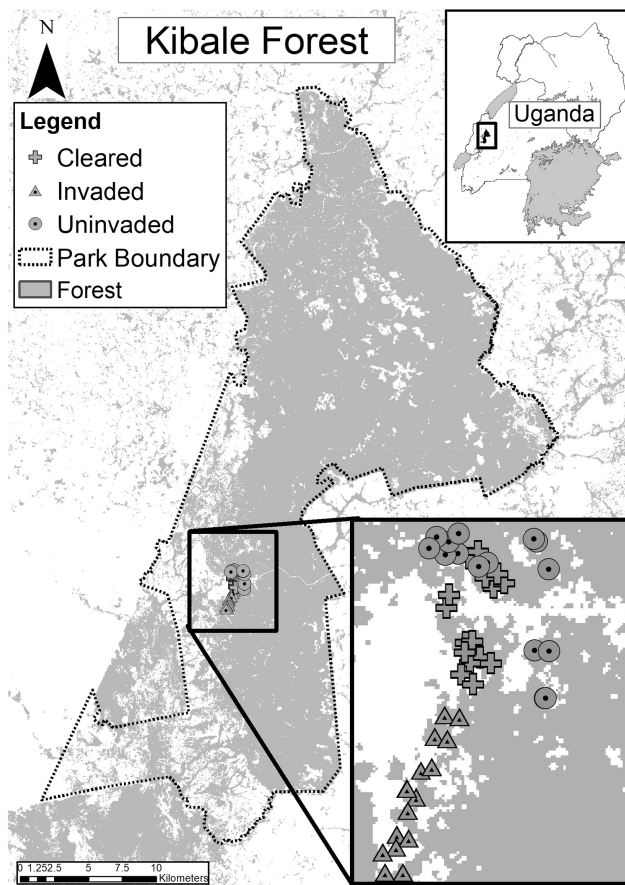 N
Kibale Forest
Uganda
Legend
Cleared
Invaded
Uninvaded
Park Boundary
Forest
0 1.252.5 5 7.5 10
Kilometers